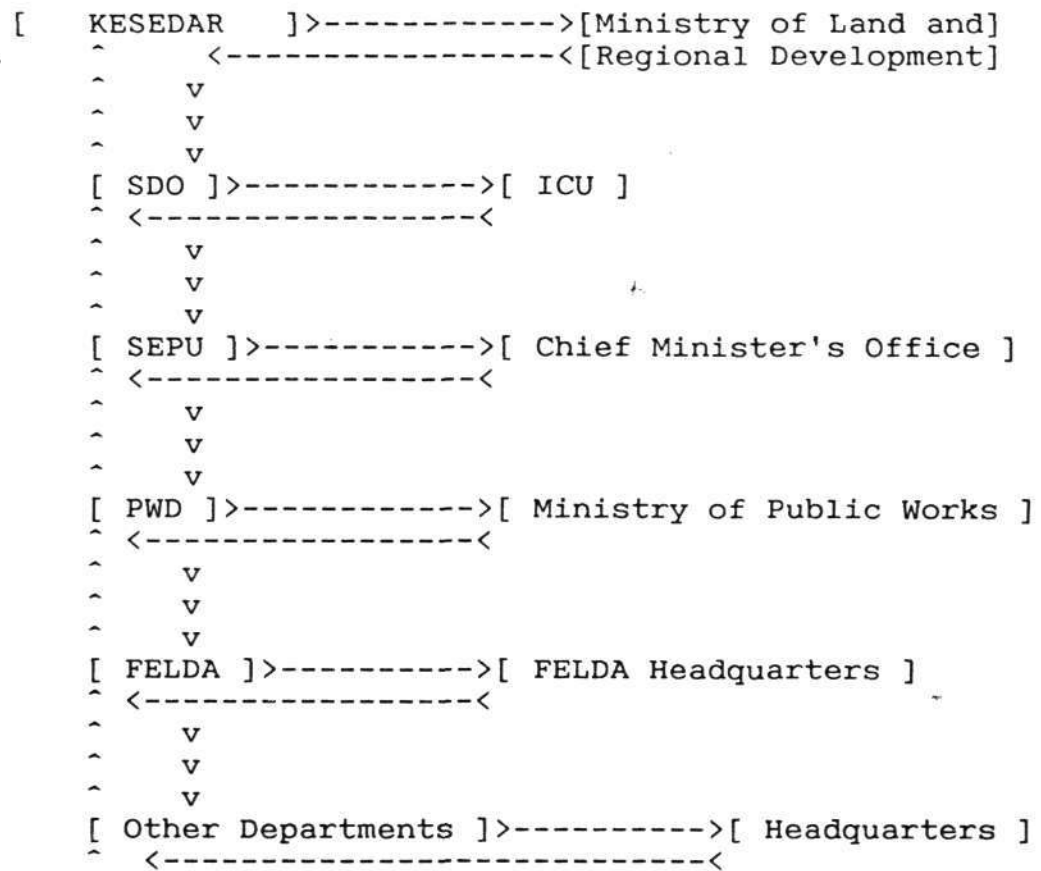 [ KESEDAR ]>------------>[Ministry of Land and]
^ <-----------------<[Regional Development]
^ v
^ v
^ v
[ SDO ]>------------->[ ICU ]
^ <------------------<
^ v
^ v
^ v
[ SEPU ]>------------>[ Chief Minister's Office ]
^ <------------------<
^ v
^ v
^ v
[ PWD ]>------------->[ Ministry of Public Works ]
^ <------------------<
^ v
^ v
^ v
[ FELDA ]>----------->[ FELDA Headquarters ]
^ <------------------<
^ v
^ v
^ v
[ Other Departments ]>---------->[ Headquarters ]
^ <----------------------------<